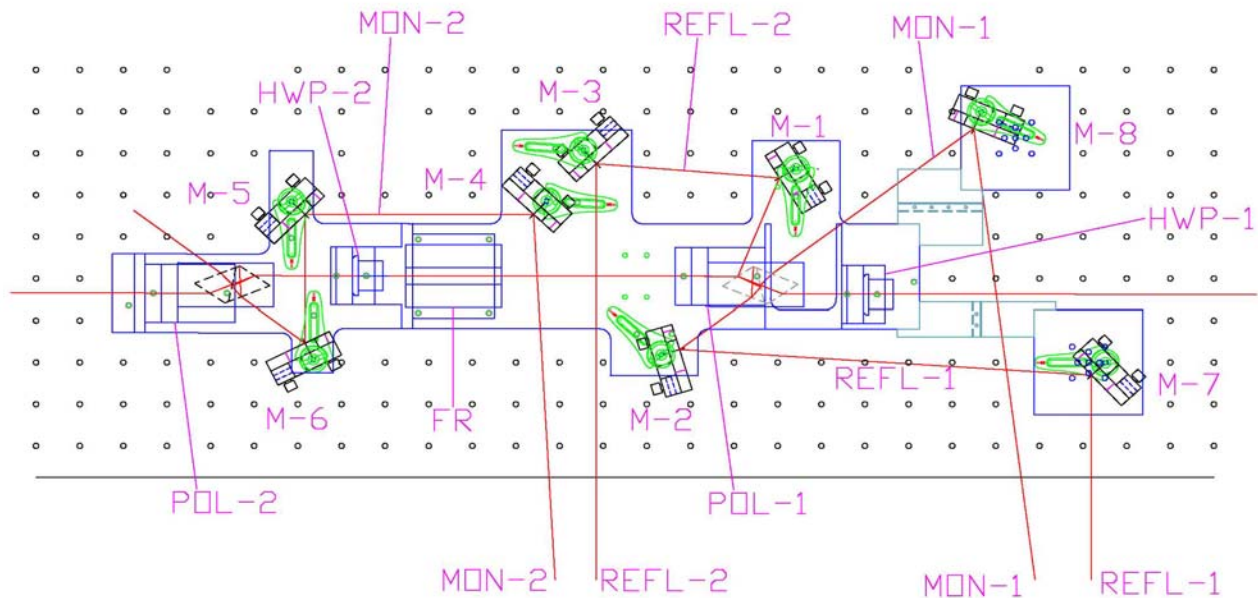 MON-2
REFL-2
MON-1
HWP-2
M-3
M-1
M-8
M-5
M-4
HWP-1
M-6
FR
M-2
REFL-1
M-7
POL-2
POL-1
MON-2
REFL-2
MON-1
REFL-1